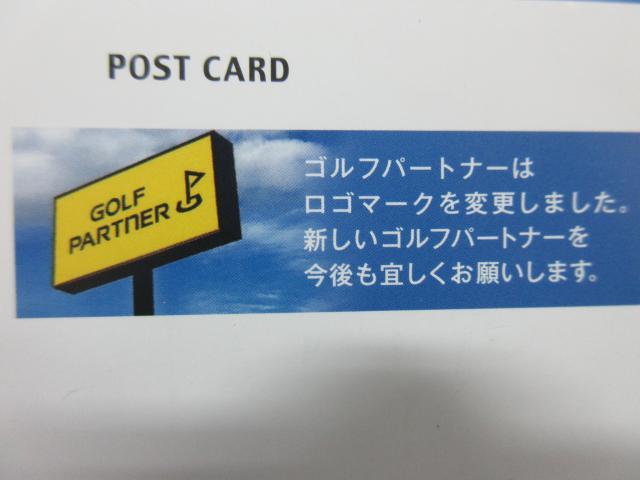 POST CARD
GOLF
PARTNER
ゴルフパートナーは
ロゴマークを変更しました。
新しいゴルフパートナーを
今後も宜しくお願いします。